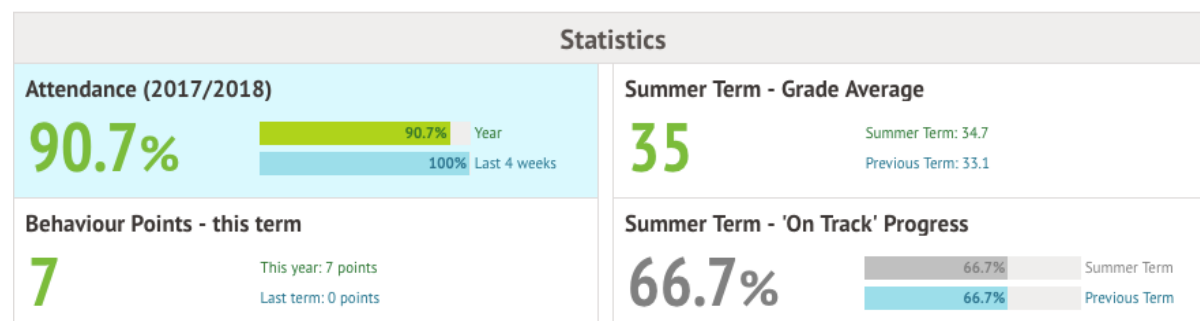 Statistics
Attendance (2017/2018)
90.7%
90.7% Year
100% Last 4 weeks
Summer Term - Grade Average
35
Summer Term: 34.7
Previous Term: 33.1
Behaviour Points - this term
7
This year: 7 points
Last term: 0 points
Summer Term - 'On Track' Progress
66.7%
66.7% Summer Term
66.7% Previous Term